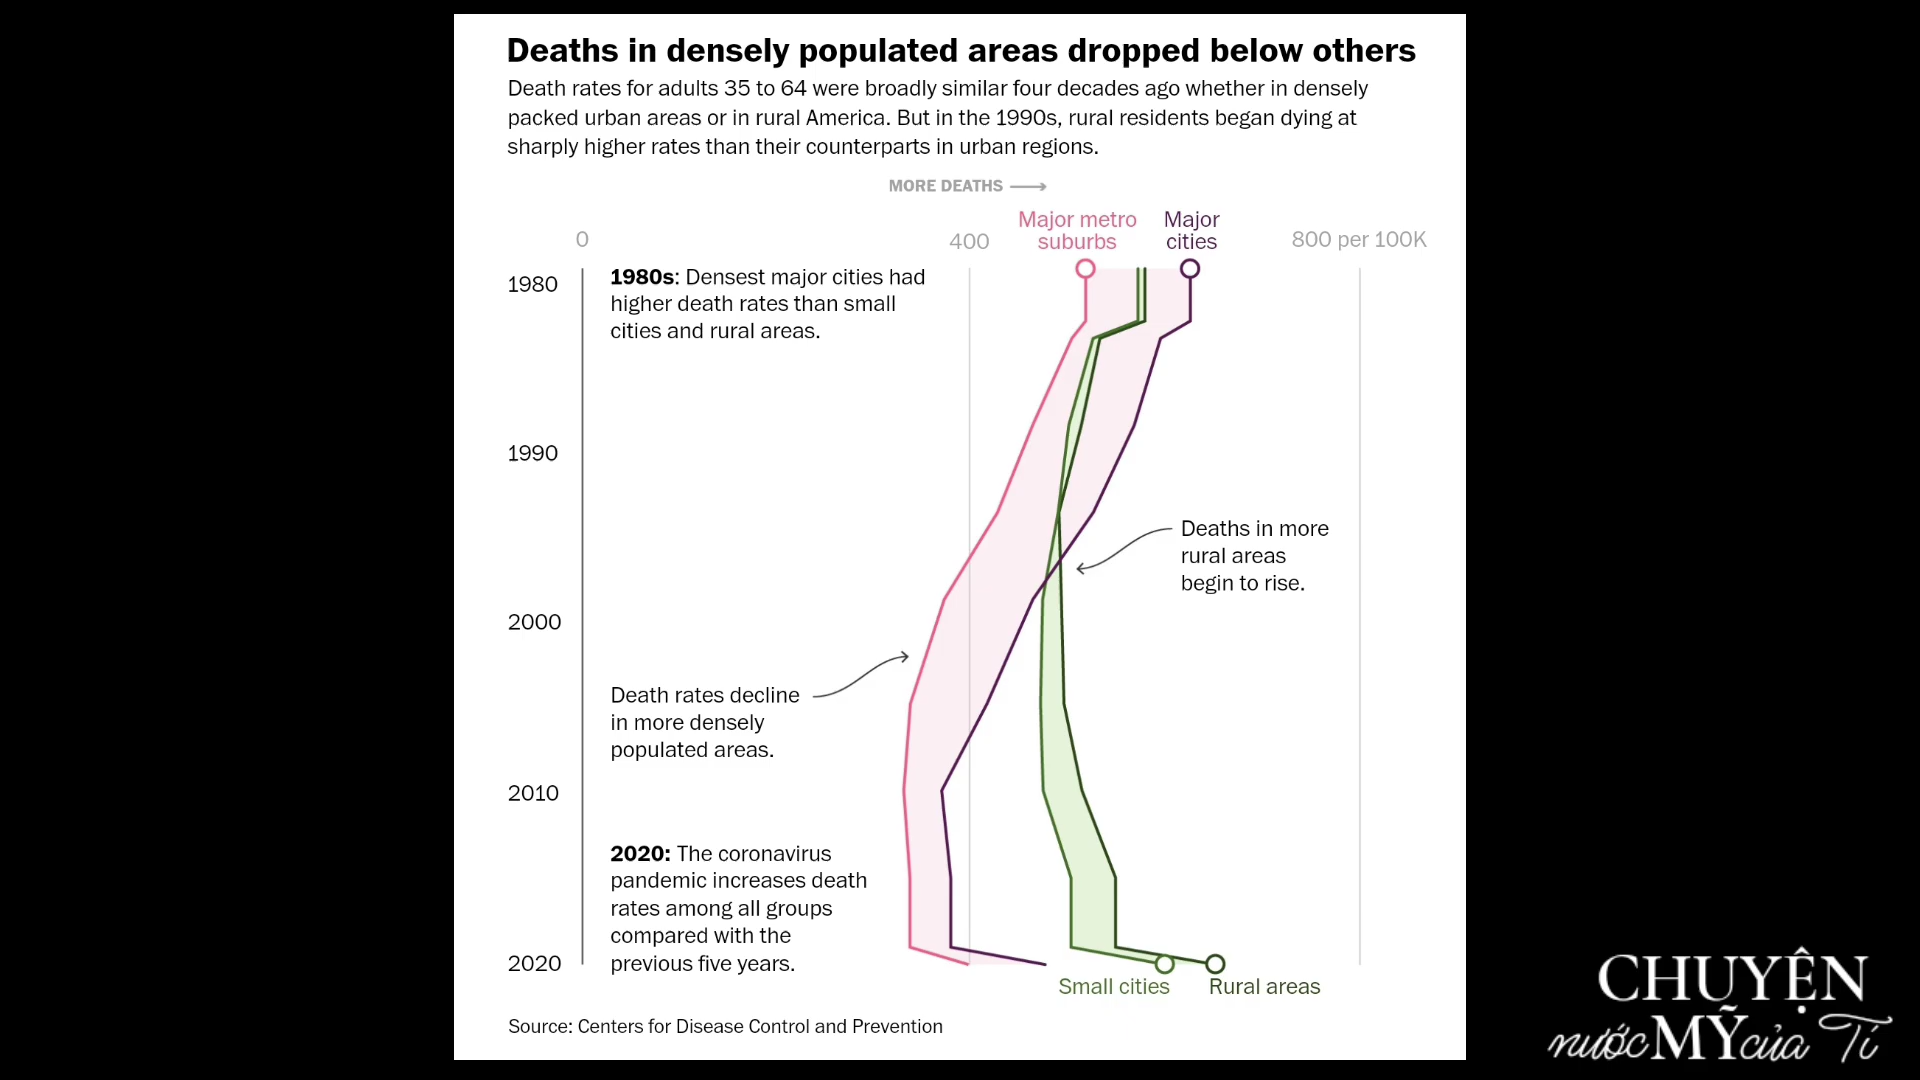 Deaths in densely populated areas dropped below others
Death rates for adults 35 to 64 were broadly similar four decades ago whether in densely
packed urban areas or in rural America. But in the 1990s, rural residents began dying at
sharply higher rates than their counterparts in urban regions.
MORE DEATHS
Major metro
suburbs
Major
cities
0
400
800 per 100K
1980
1980s: Densest major cities had
higher death rates than small
cities and rural areas.
1990
Deaths in more
rural areas
begin to rise.
2000
Death rates decline
in more densely
populated areas.
2010
2020: The coronavirus
pandemic increases death
rates among all groups
compared with the
previous five years.
2020
Small cities
Rural areas
Source: Centers for Disease Control and Prevention
CHUYỆN
nước MỸ của Tí